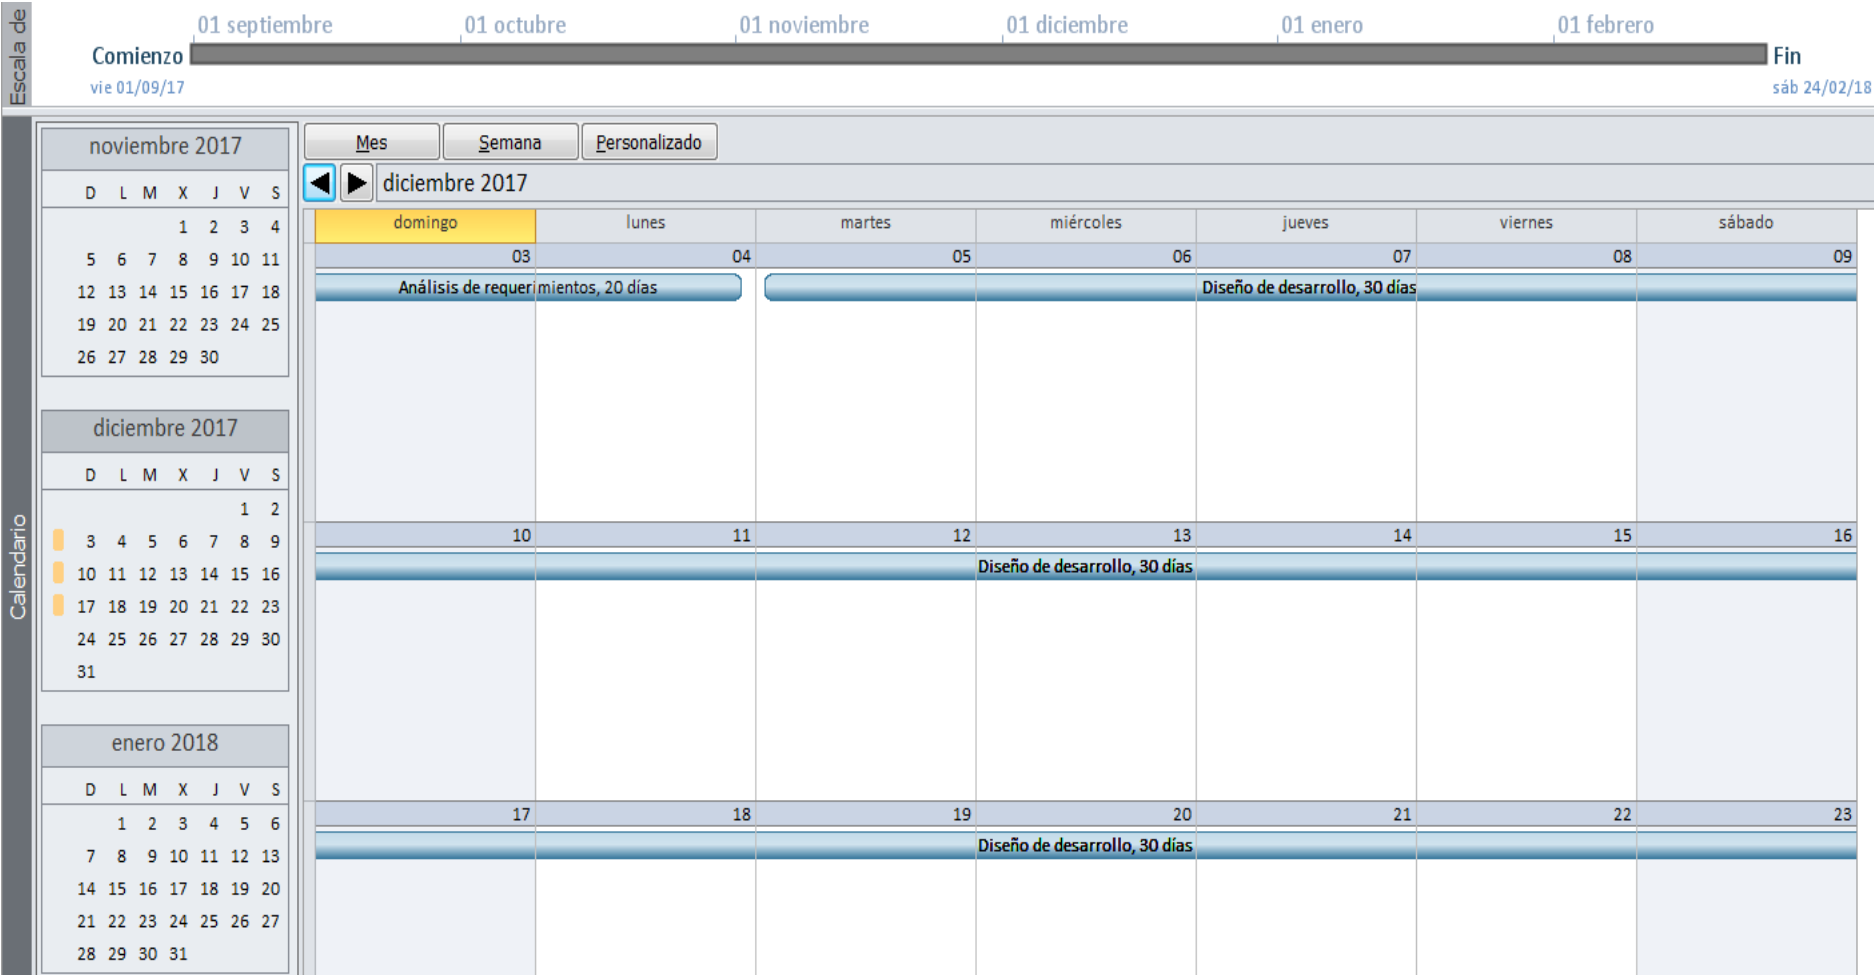 Escala de
01 septiembre 01 octubre 01 noviembre 01 diciembre 01 enero 01 febrero
Comienzo Fin
vie 01/09/17 sáb 24/02/18
Calendario
noviembre 2017
D L M X J V S
1 2 3 4
5 6 7 8 9 10 11
12 13 14 15 16 17 18
19 20 21 22 23 24 25
26 27 28 29 30
diciembre 2017
D L M X J V S
1 2
3 4 5 6 7 8 9
10 11 12 13 14 15 16
17 18 19 20 21 22 23
24 25 26 27 28 29 30
31
enero 2018
D L M X J V S
1 2 3 4 5 6
7 8 9 10 11 12 13
14 15 16 17 18 19 20
21 22 23 24 25 26 27
28 29 30 31
Mes Semana Personalizado
diciembre 2017
domingo lunes martes miércoles jueves viernes sábado
03 04 05 06 07 08 09
Análisis de requerimientos, 20 días Diseño de desarrollo, 30 días
10 11 12 13 14 15 16
Diseño de desarrollo, 30 días
17 18 19 20 21 22 23
Diseño de desarrollo, 30 días